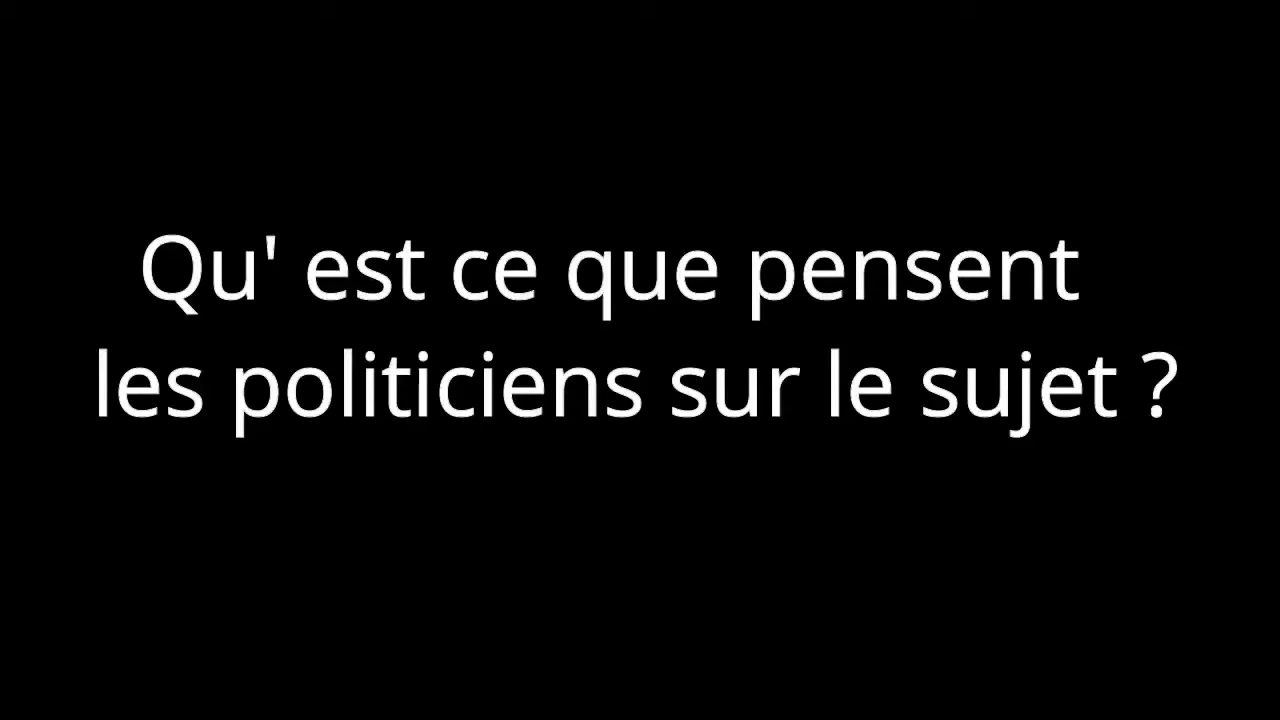 Qu' est ce que pensent
les politiciens sur le sujet ?